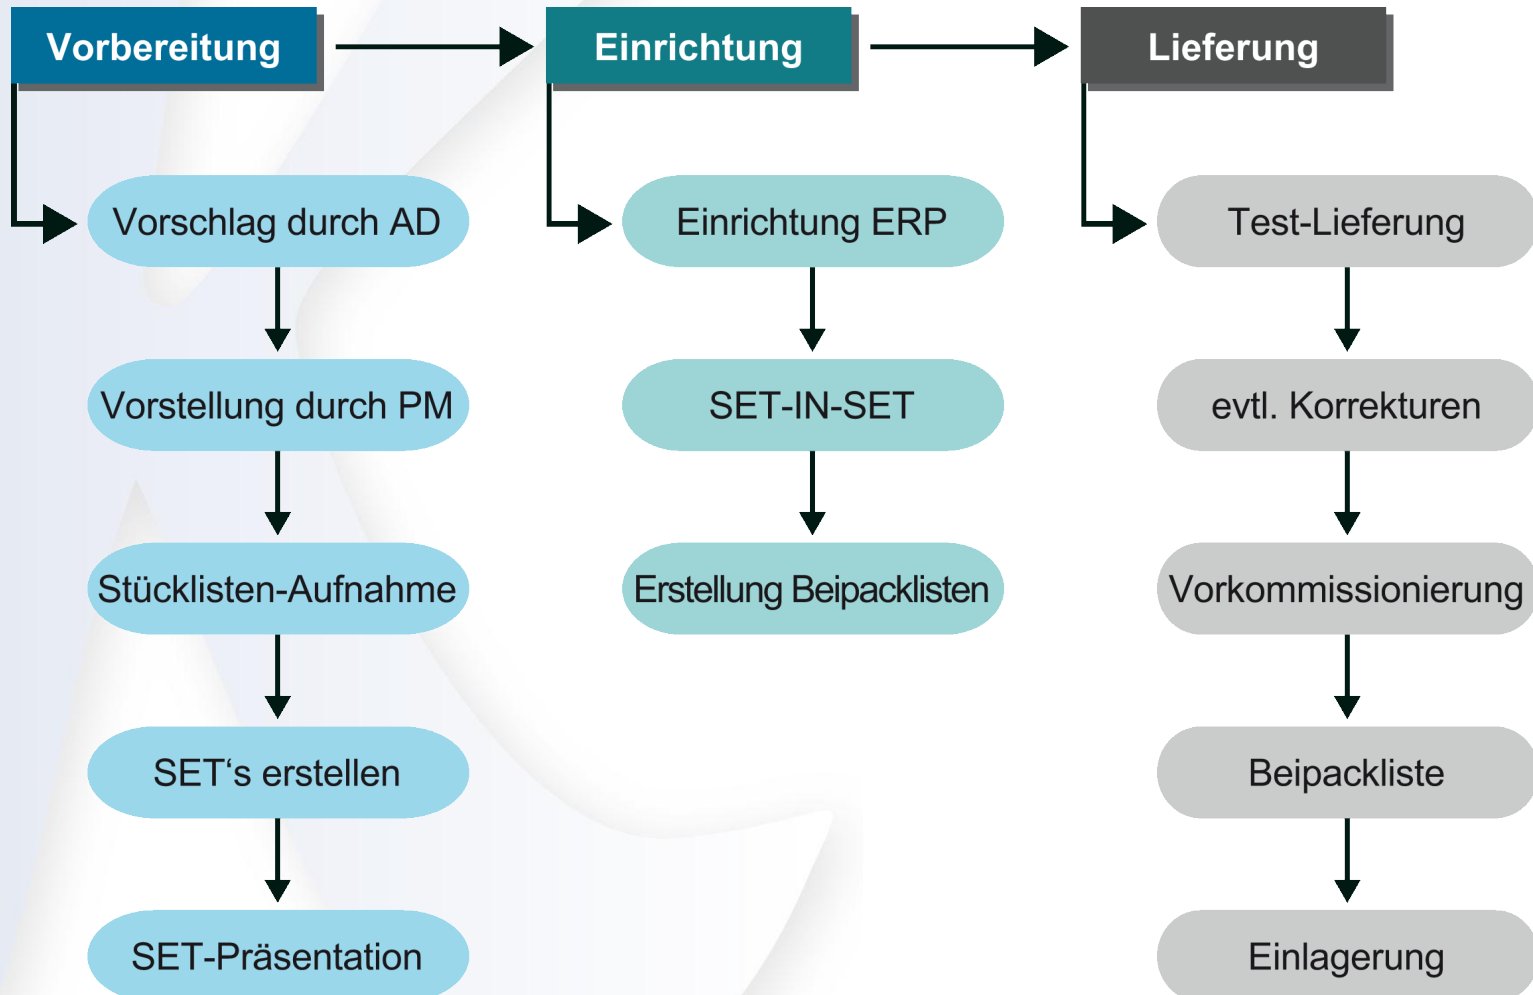 Vorbereitung
Einrichtung
Lieferung
Vorschlag durch AD
Vorstellung durch PM
Stücklisten-Aufnahme
SET‘s erstellen
SET-Präsentation
Einrichtung ERP
SET-IN-SET
Erstellung Beipacklisten
Test-Lieferung
evtl. Korrekturen
Vorkommissionierung
Beipackliste
Einlagerung